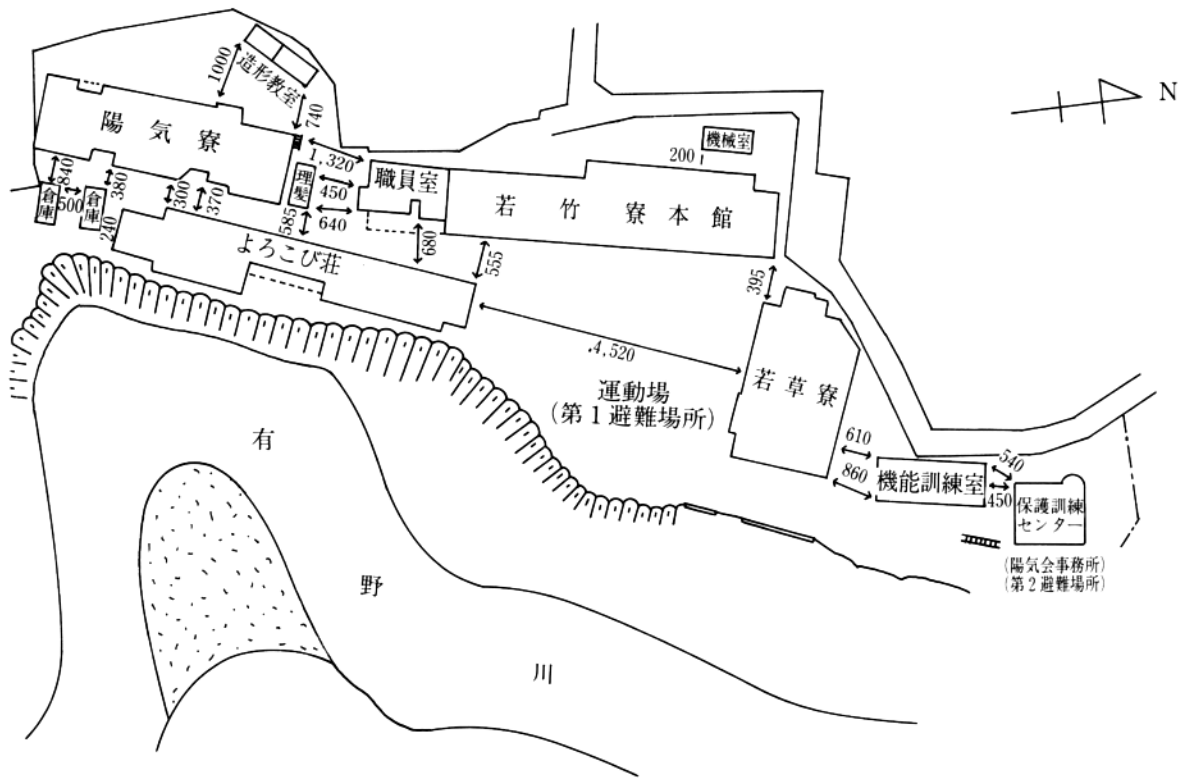 造形教室
1000
740
N
陽気寮
機械室
200
1,320
職員室
理髪
450
若竹寮本館
840
380
倉庫
500
倉庫
300
370
640
585
240
680
よろこび荘
555
395
4,520
若草寮
運動場
(第1避難場所)
有
610
540
機能訓練室
860
450
保護訓練
センター
(陽気会事務所)
(第2避難場所)
野
川